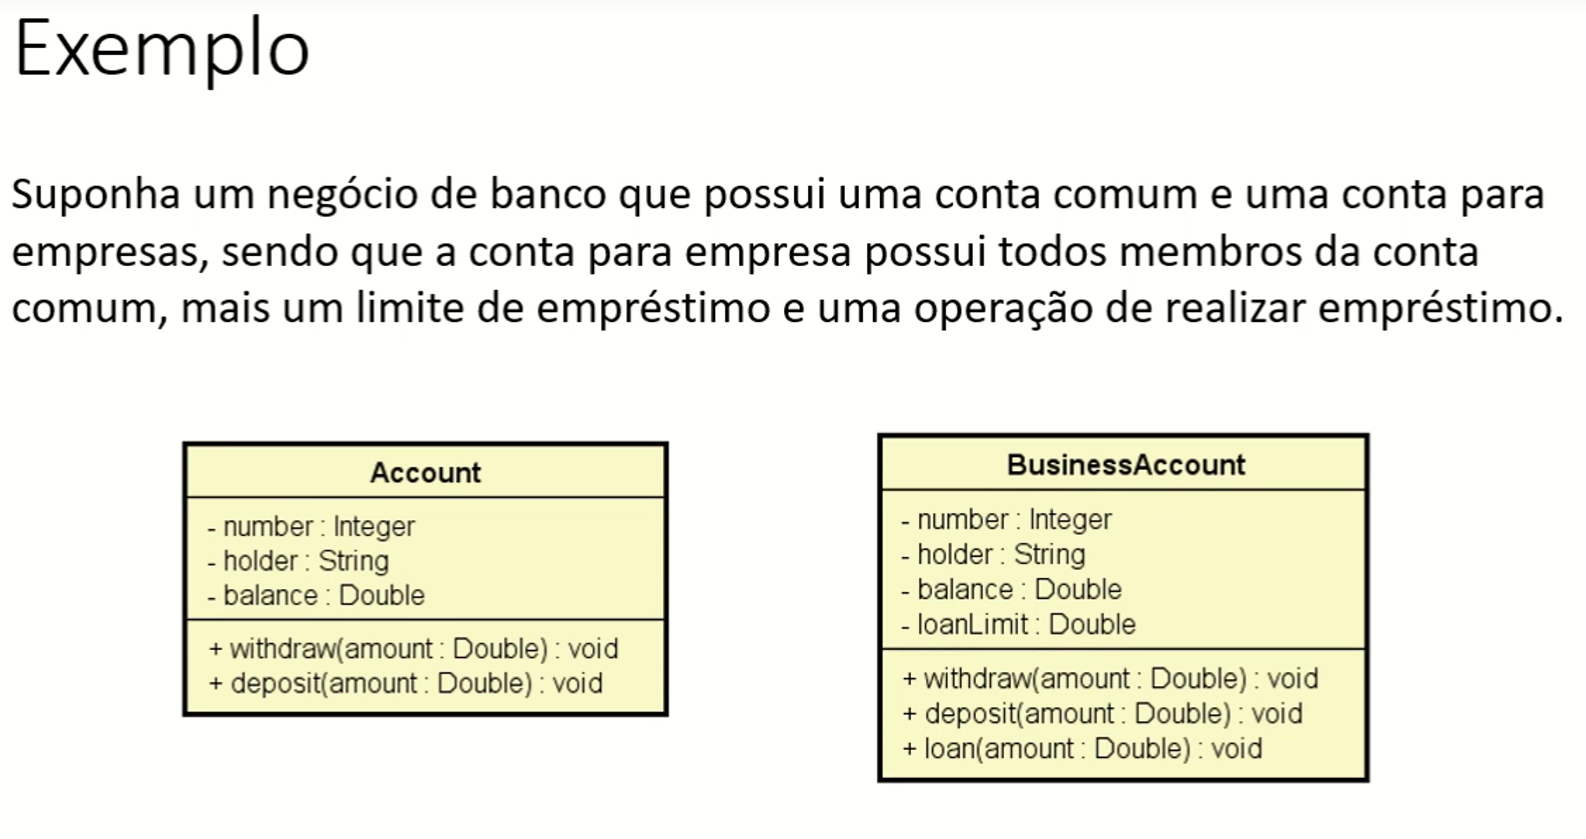 Exemplo
Suponha um negócio de banco que possui uma conta comum e uma conta para
empresas, sendo que a conta para empresa possui todos membros da conta
comum, mais um limite de empréstimo e uma operação de realizar empréstimo.
Account
- number : Integer
- holder : String
- balance : Double
+ withdraw(amount : Double) : void
+ deposit(amount : Double) : void
BusinessAccount
- number : Integer
- holder : String
- balance : Double
- loanLimit : Double
+ withdraw(amount : Double) : void
+ deposit(amount : Double) : void
+ loan(amount : Double) : void